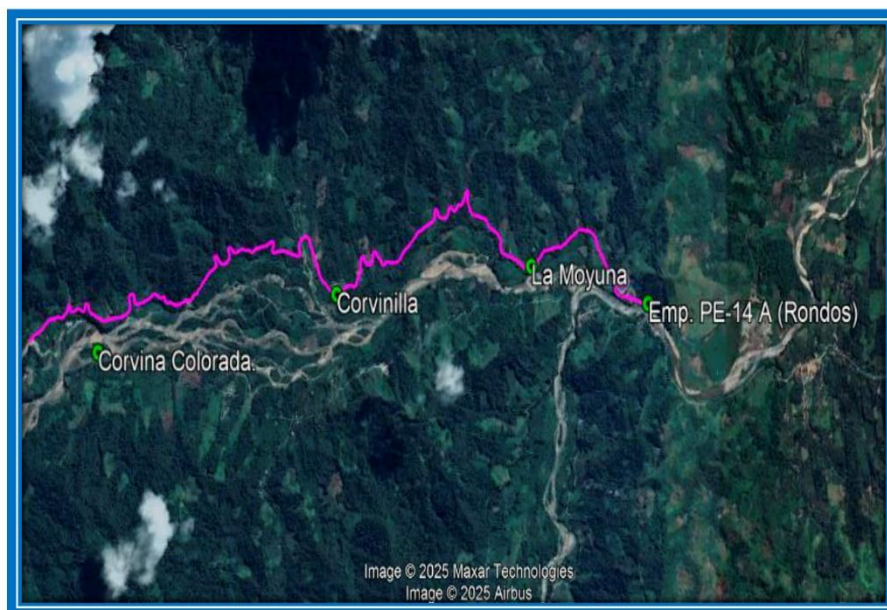 La Moyuna
Corvinilla
Emp. PE-14 A (Rondos)
Corvina Colorada.
Image © 2025 Maxar Technologies
Image © 2025 Airbus